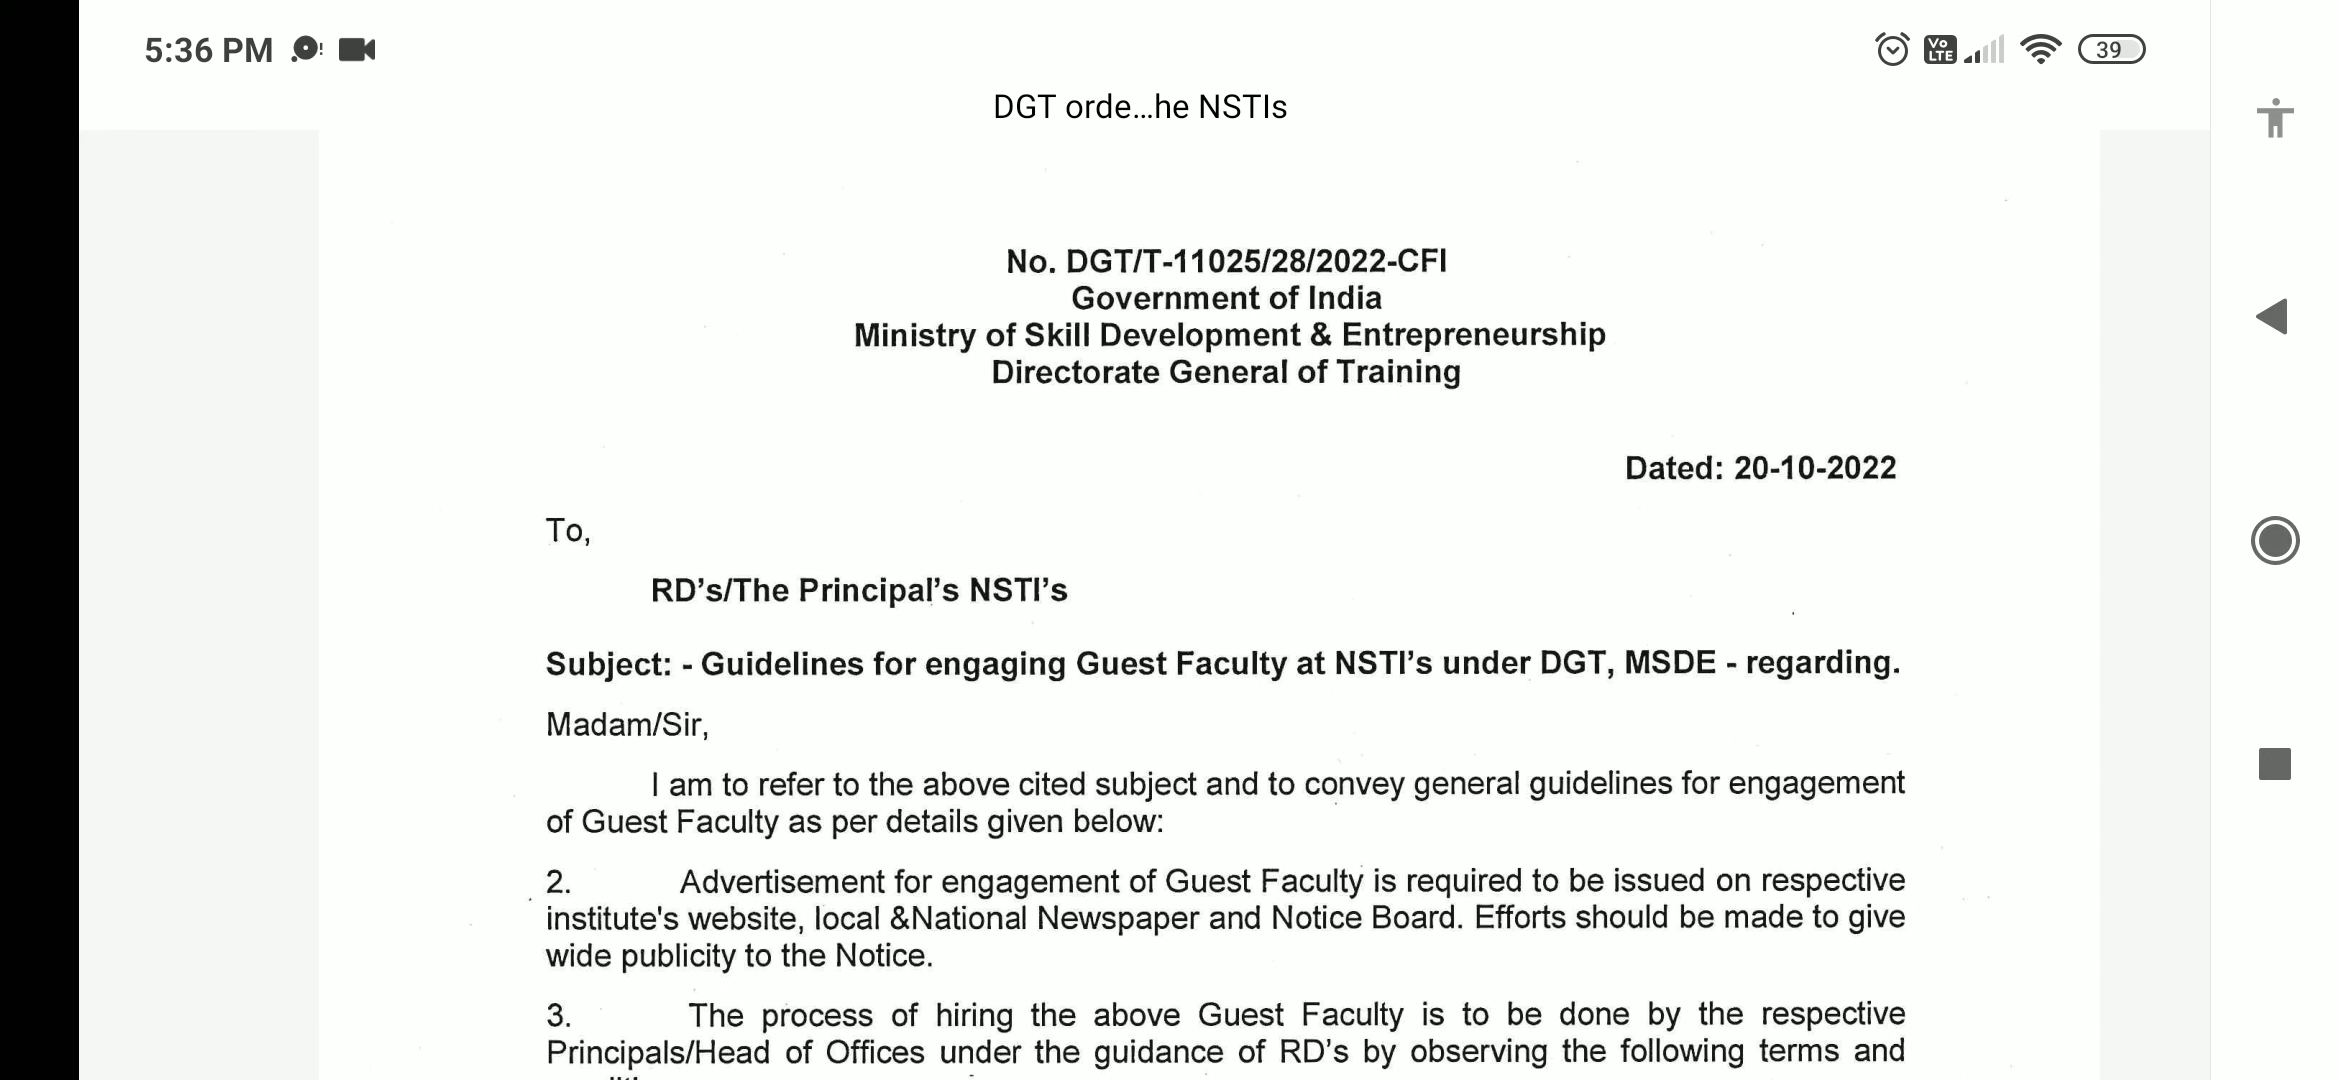 5:36 PM
Vo LTE
39
DGT orde...he NSTIs
No. DGT/T-11025/28/2022-CFI
Government of India
Ministry of Skill Development & Entrepreneurship
Directorate General of Training
Dated: 20-10-2022
To,
RD's/The Principal's NSTI's
Subject: - Guidelines for engaging Guest Faculty at NSTI's under DGT, MSDE - regarding.
Madam/Sir,
I am to refer to the above cited subject and to convey general guidelines for engagement
of Guest Faculty as per details given below:
2. Advertisement for engagement of Guest Faculty is required to be issued on respective
institute's website, local &National Newspaper and Notice Board. Efforts should be made to give
wide publicity to the Notice.
3. The process of hiring the above Guest Faculty is to be done by the respective
Principals/Head of Offices under the guidance of RD's by observing the following terms and